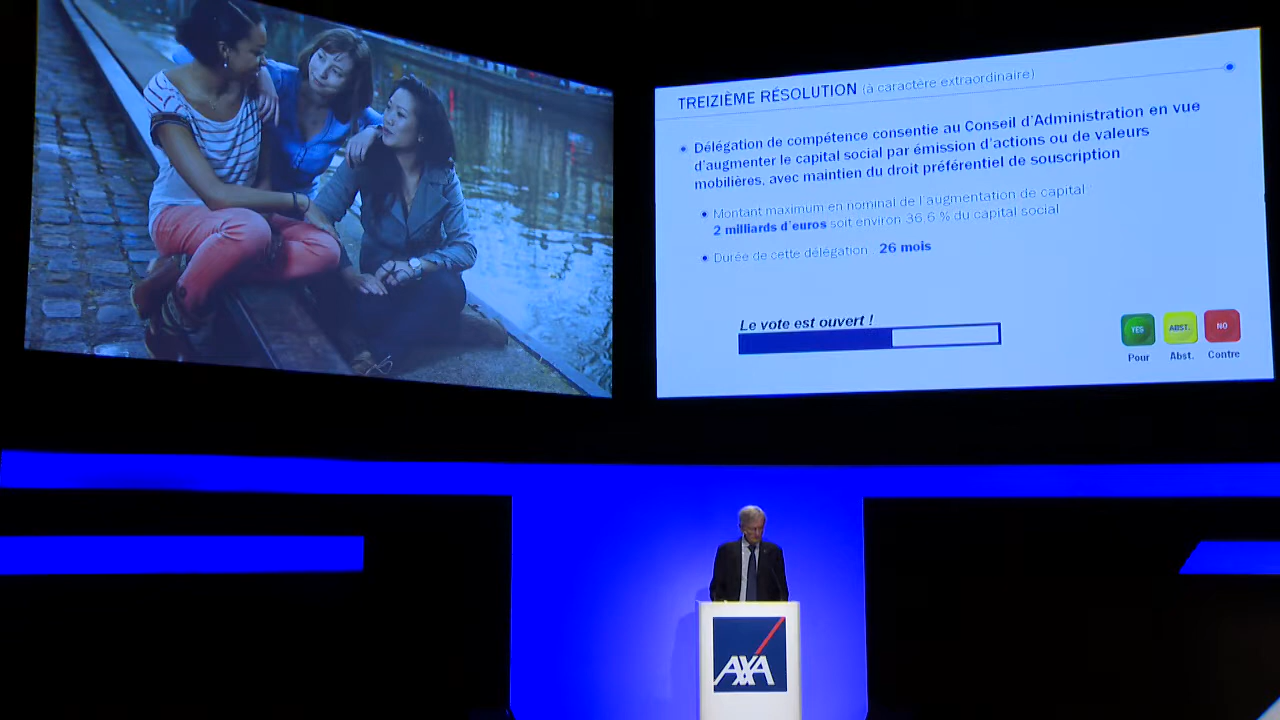 TREIZIÈME RÉSOLUTION (à caractère extraordinaire)
Délégation de compétence consentie au Conseil d'Administration en vue
d'augmenter le capital social par émission d'actions ou de valeurs
mobilières, avec maintien du droit préférentiel de souscription
Montant maximum en nominal de l'augmentation de capital :
2 milliards d'euros soit environ 36,6 % du capital social
Durée de cette délégation : 26 mois
Le vote est ouvert !
YES ABST. NO
Pour Abst. Contre
AXA